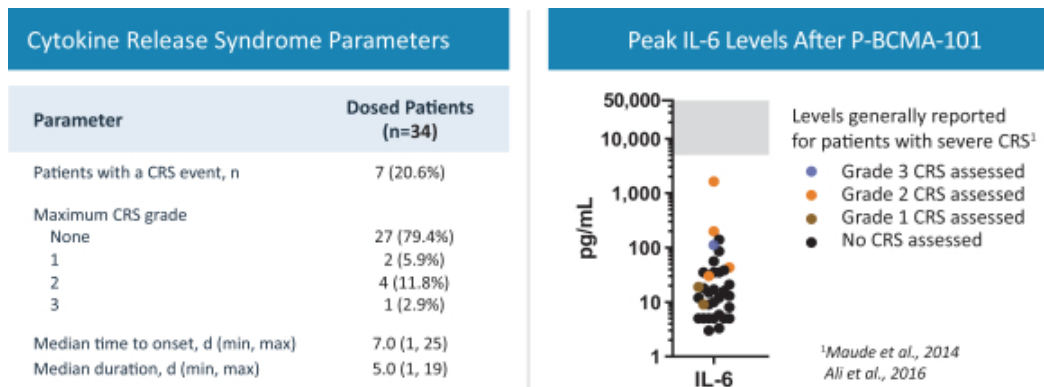 Cytokine Release Syndrome Parameters
Parameter
Dosed Patients
(n=34)
Patients with a CRS event, n
7 (20.6%)
Maximum CRS grade
None
27 (79.4%)
1
2 (5.9%)
2
4 (11.8%)
3
1 (2.9%)
Median time to onset, d (min, max)
7.0 (1, 25)
Median duration, d (min, max)
5.0 (1, 19)
Peak IL-6 Levels After P-BCMA-101
50,000
10,000
1,000
100
10
1
pg/mL
IL-6
Levels generally reported
for patients with severe CRS¹
Grade 3 CRS assessed
Grade 2 CRS assessed
Grade 1 CRS assessed
No CRS assessed
¹Maude et al., 2014
Ali et al., 2016